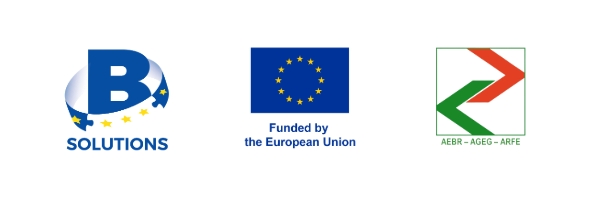 B
SOLUTIONS
Funded by
the European Union
AEBR – AGEG – ARFE